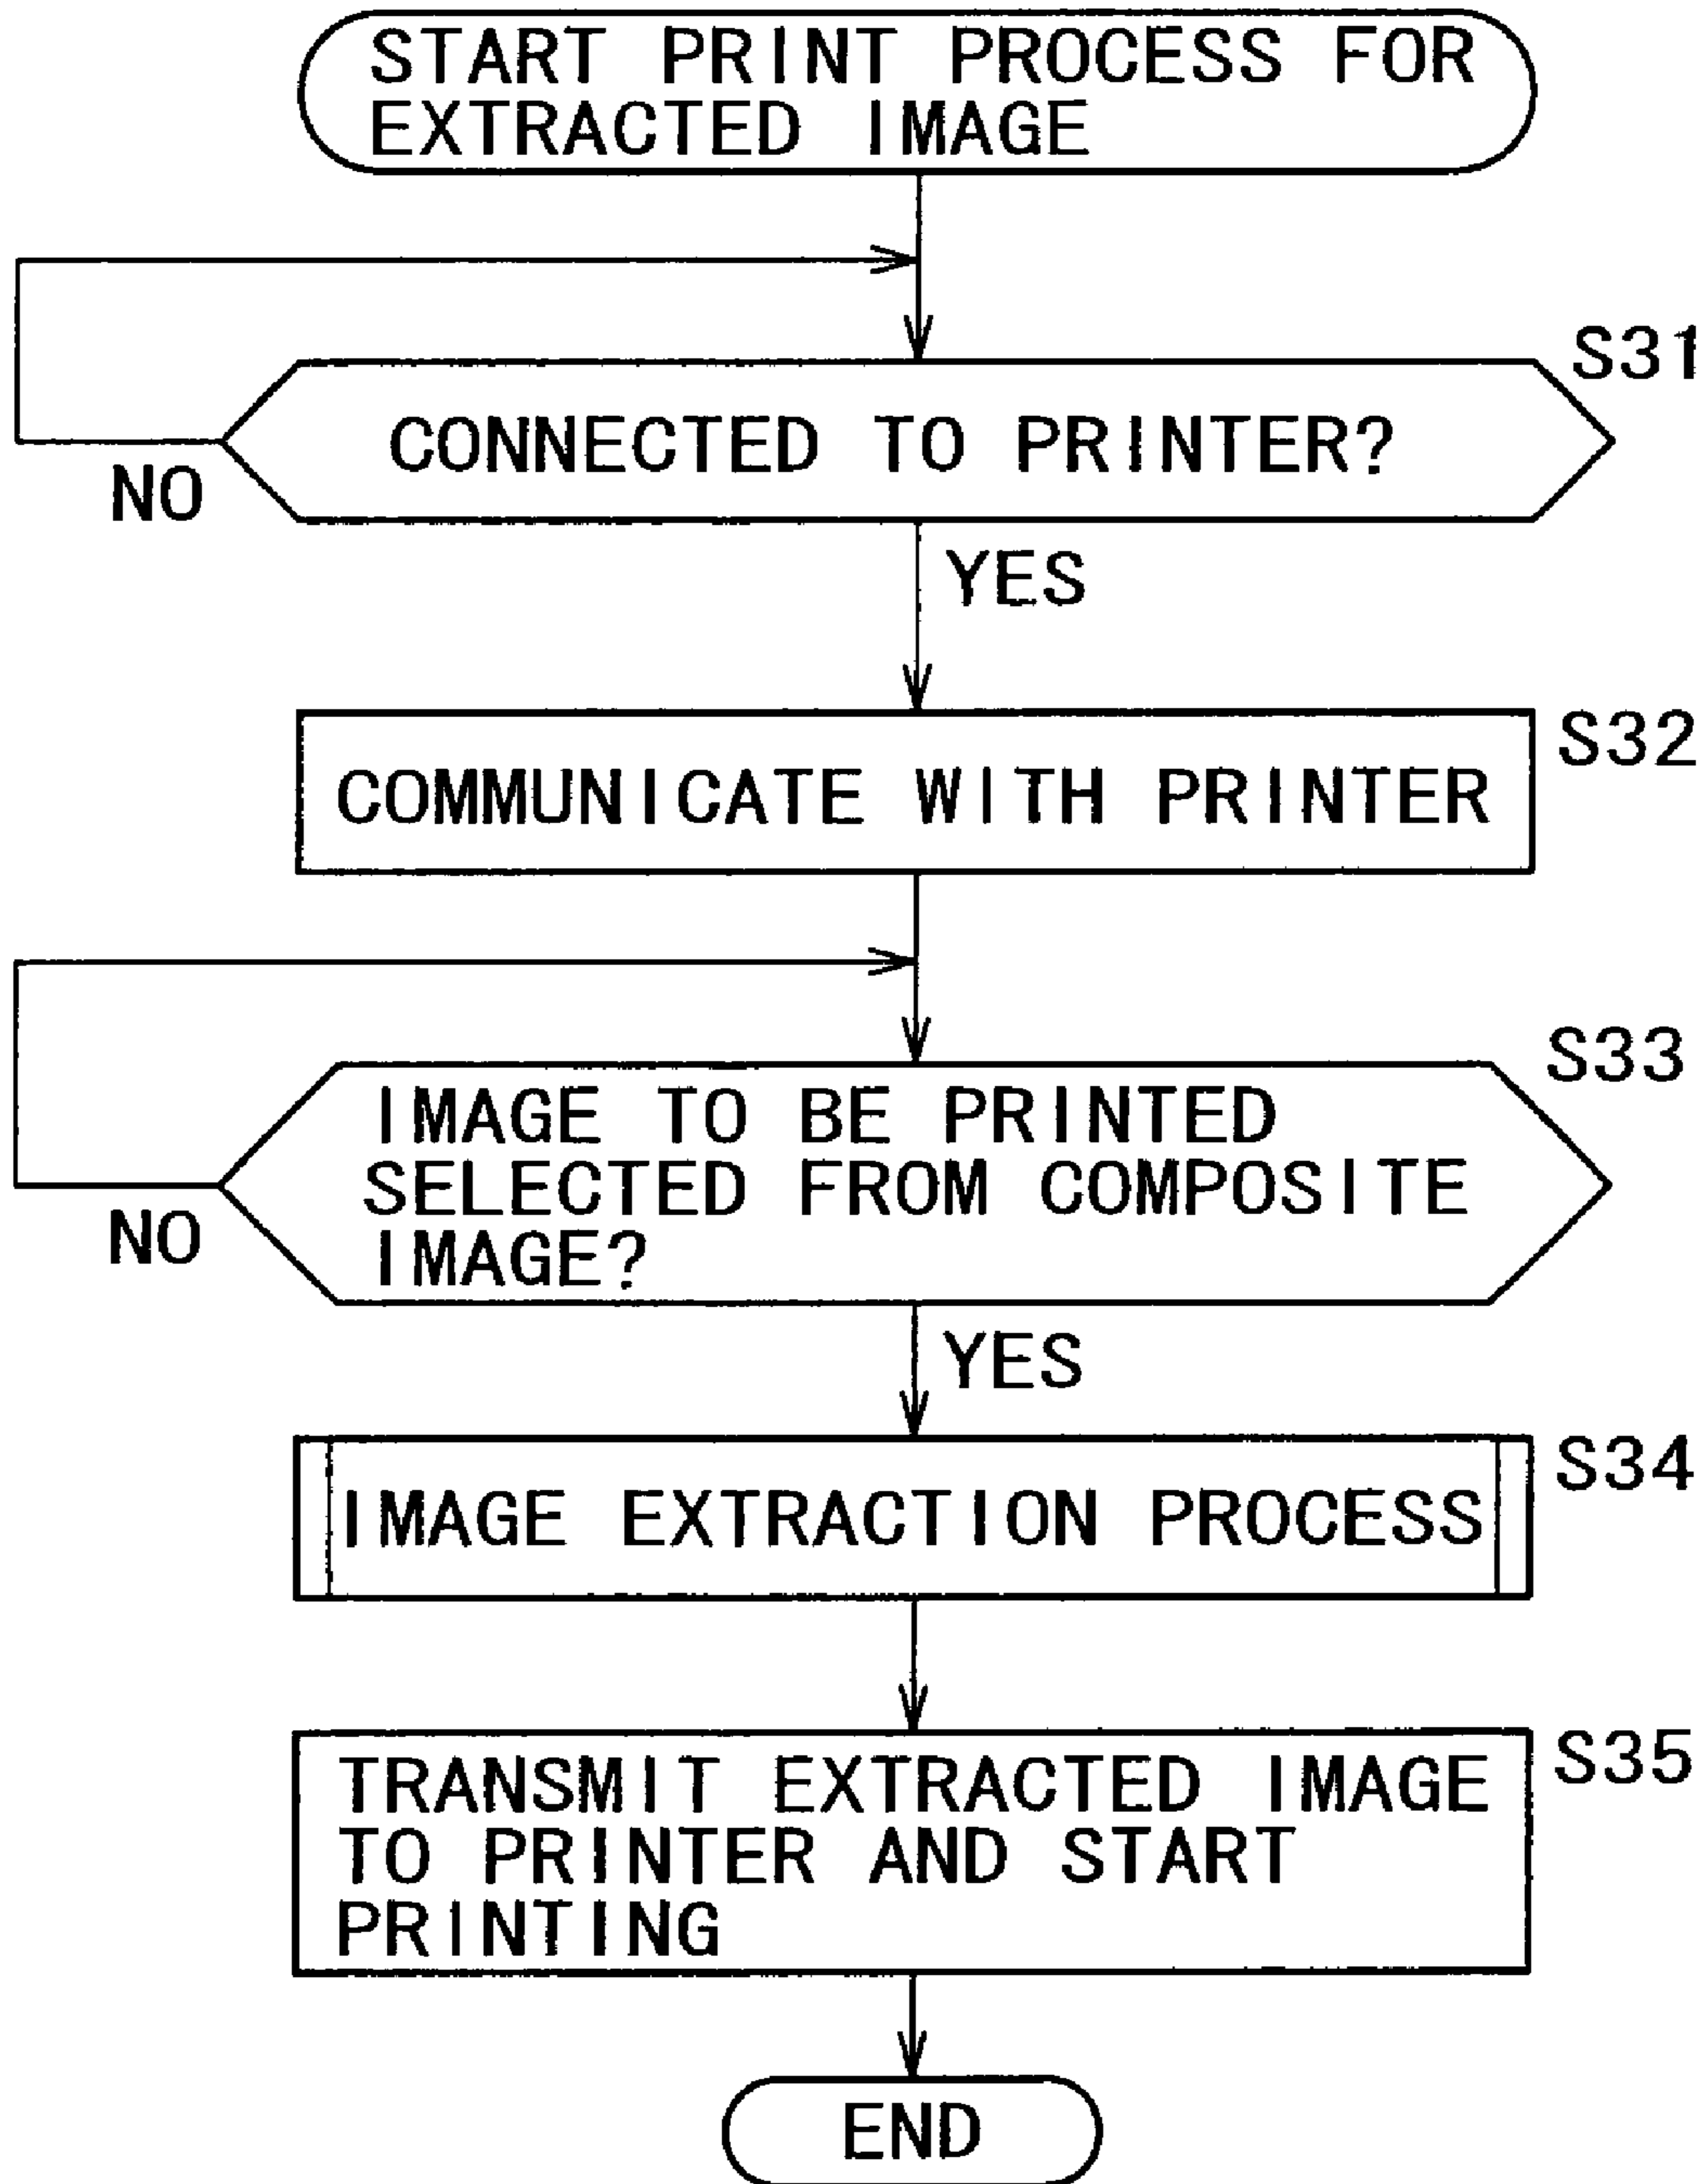 START PRINT PROCESS FOR
EXTRACTED IMAGE
S31
CONNECTED TO PRINTER?
NO
YES
S32
COMMUNICATE WITH PRINTER
S33
IMAGE TO BE PRINTED
SELECTED FROM COMPOSITE
IMAGE?
NO
YES
S34
IMAGE EXTRACTION PROCESS
S35
TRANSMIT EXTRACTED IMAGE
TO PRINTER AND START
PRINTING
END